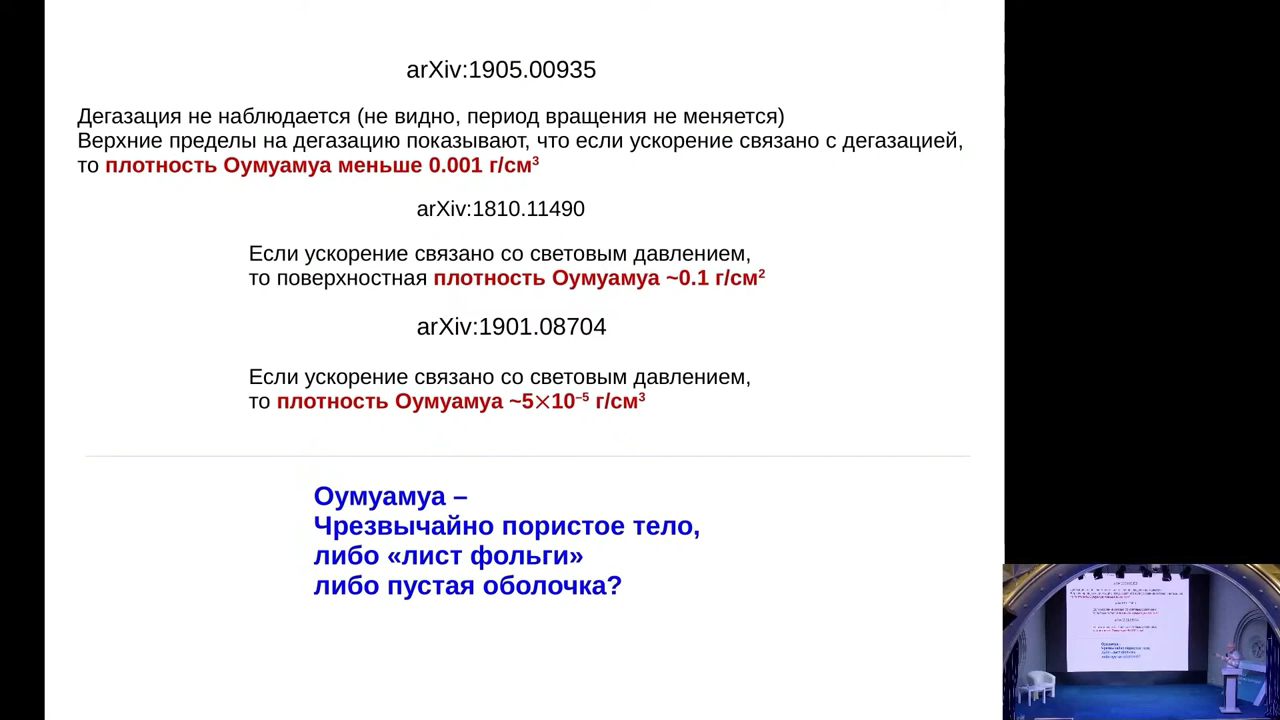 arXiv:1905.00935
Дегазация не наблюдается (не видно, период вращения не меняется)
Верхние пределы на дегазацию показывают, что если ускорение связано с дегазацией,
то плотность Оумуамуа меньше 0.001 г/см³
arXiv:1810.11490
Если ускорение связано со световым давлением,
то поверхностная плотность Оумуамуа ~0.1 г/см²
arXiv:1901.08704
Если ускорение связано со световым давлением,
то плотность Оумуамуа ~5×10⁻⁵ г/см³
Оумуамуа –
Чрезвычайно пористое тело,
либо «лист фольги»
либо пустая оболочка?